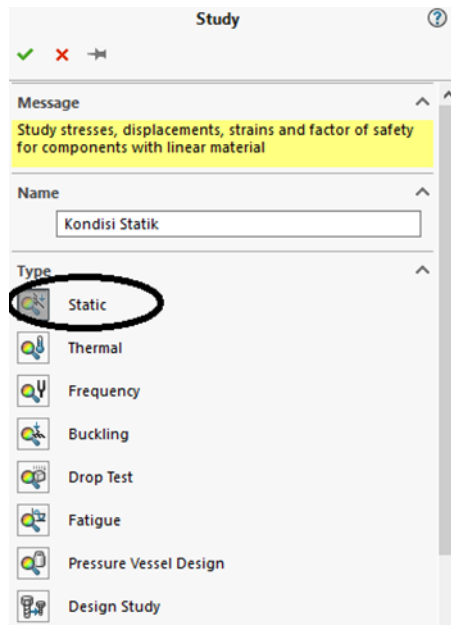 Study
Message
Study stresses, displacements, strains and factor of safety
for components with linear material
Name
Kondisi Statik
Type
Static
Thermal
Frequency
Buckling
Drop Test
Fatigue
Pressure Vessel Design
Design Study